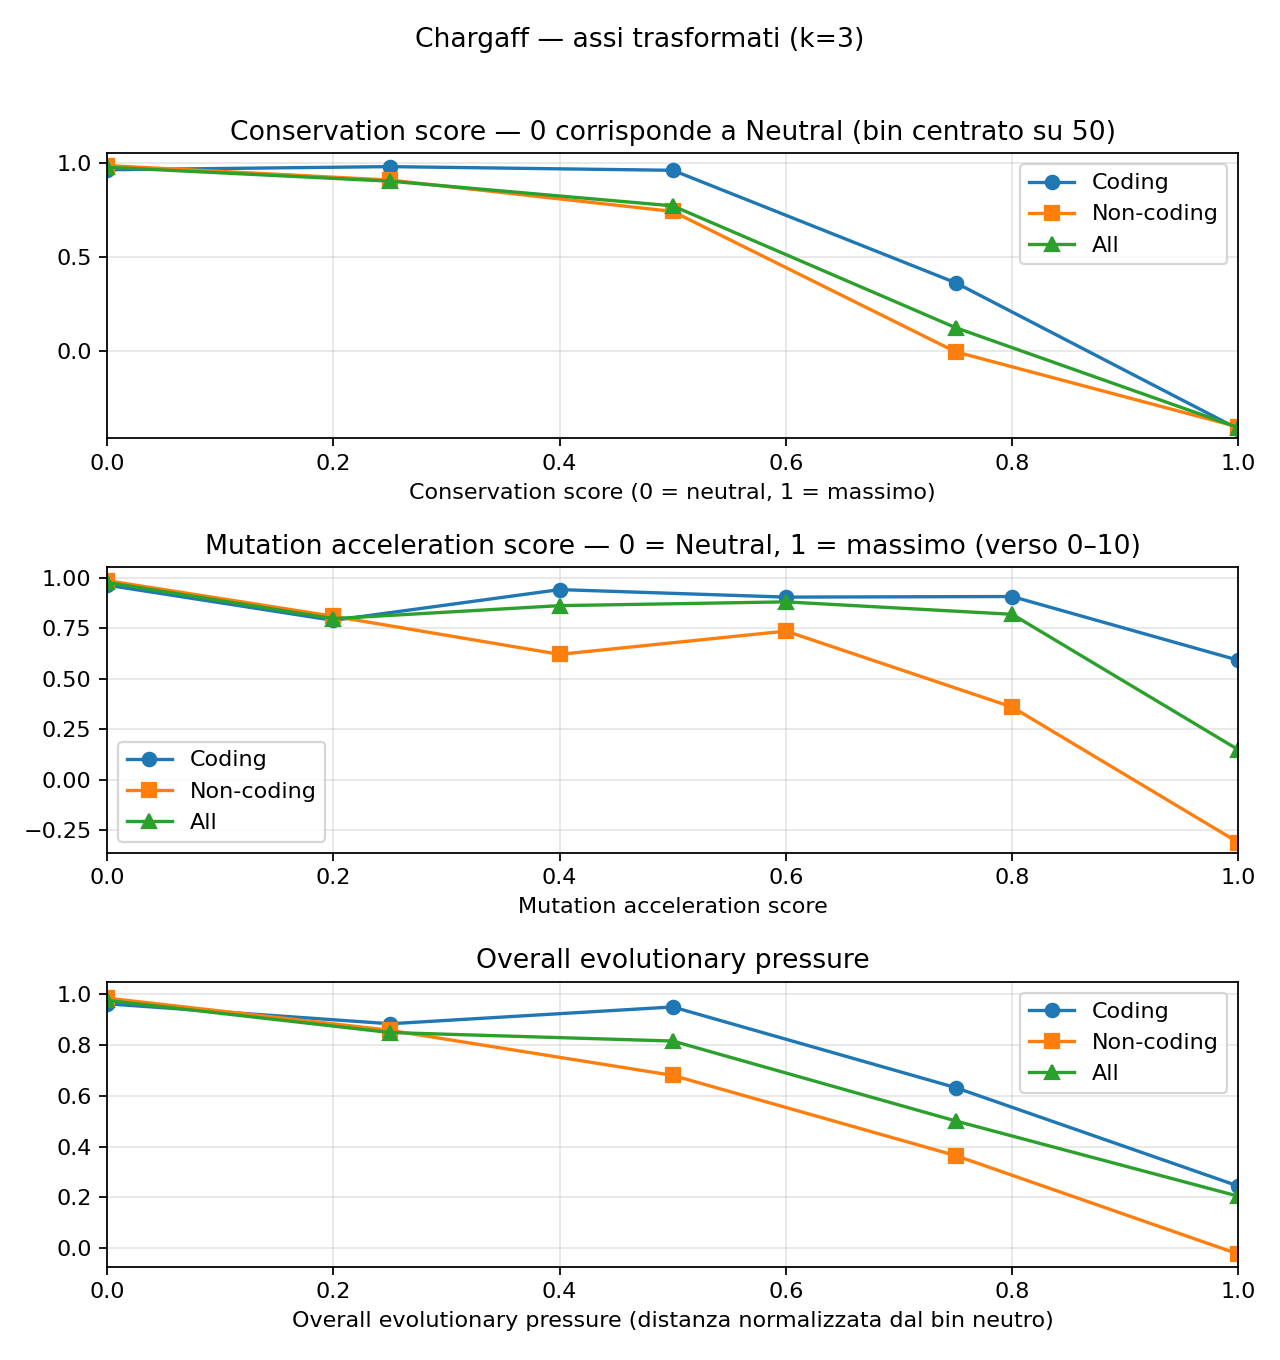 Chargaff — assi trasformati (k=3)
Conservation score — 0 corrisponde a Neutral (bin centrato su 50)
1.0
0.5
0.0
Coding
Non-coding
All
0.0 0.2 0.4 0.6 0.8 1.0
Conservation score (0 = neutral, 1 = massimo)
Mutation acceleration score — 0 = Neutral, 1 = massimo (verso 0–10)
1.00
0.75
0.50
0.25
0.00
−0.25
Coding
Non-coding
All
0.0 0.2 0.4 0.6 0.8 1.0
Mutation acceleration score
Overall evolutionary pressure
1.0
0.8
0.6
0.4
0.2
0.0
Coding
Non-coding
All
0.0 0.2 0.4 0.6 0.8 1.0
Overall evolutionary pressure (distanza normalizzata dal bin neutro)